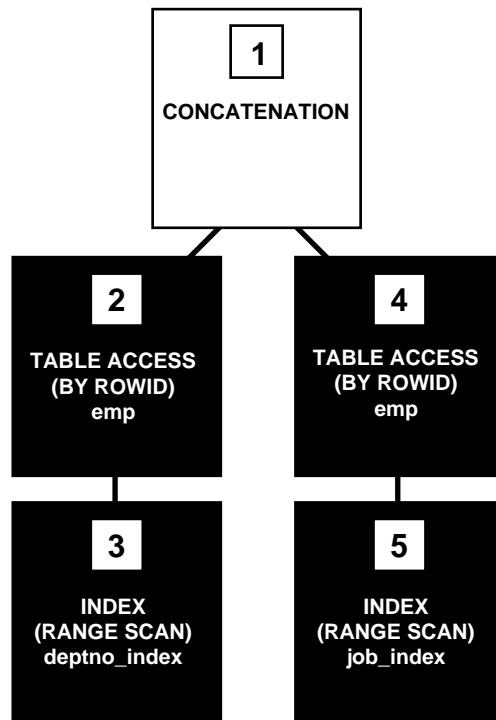 1
CONCATENATION
2
TABLE ACCESS
(BY ROWID)
emp
4
TABLE ACCESS
(BY ROWID)
emp
3
INDEX
(RANGE SCAN)
deptno_index
5
INDEX
(RANGE SCAN)
job_index